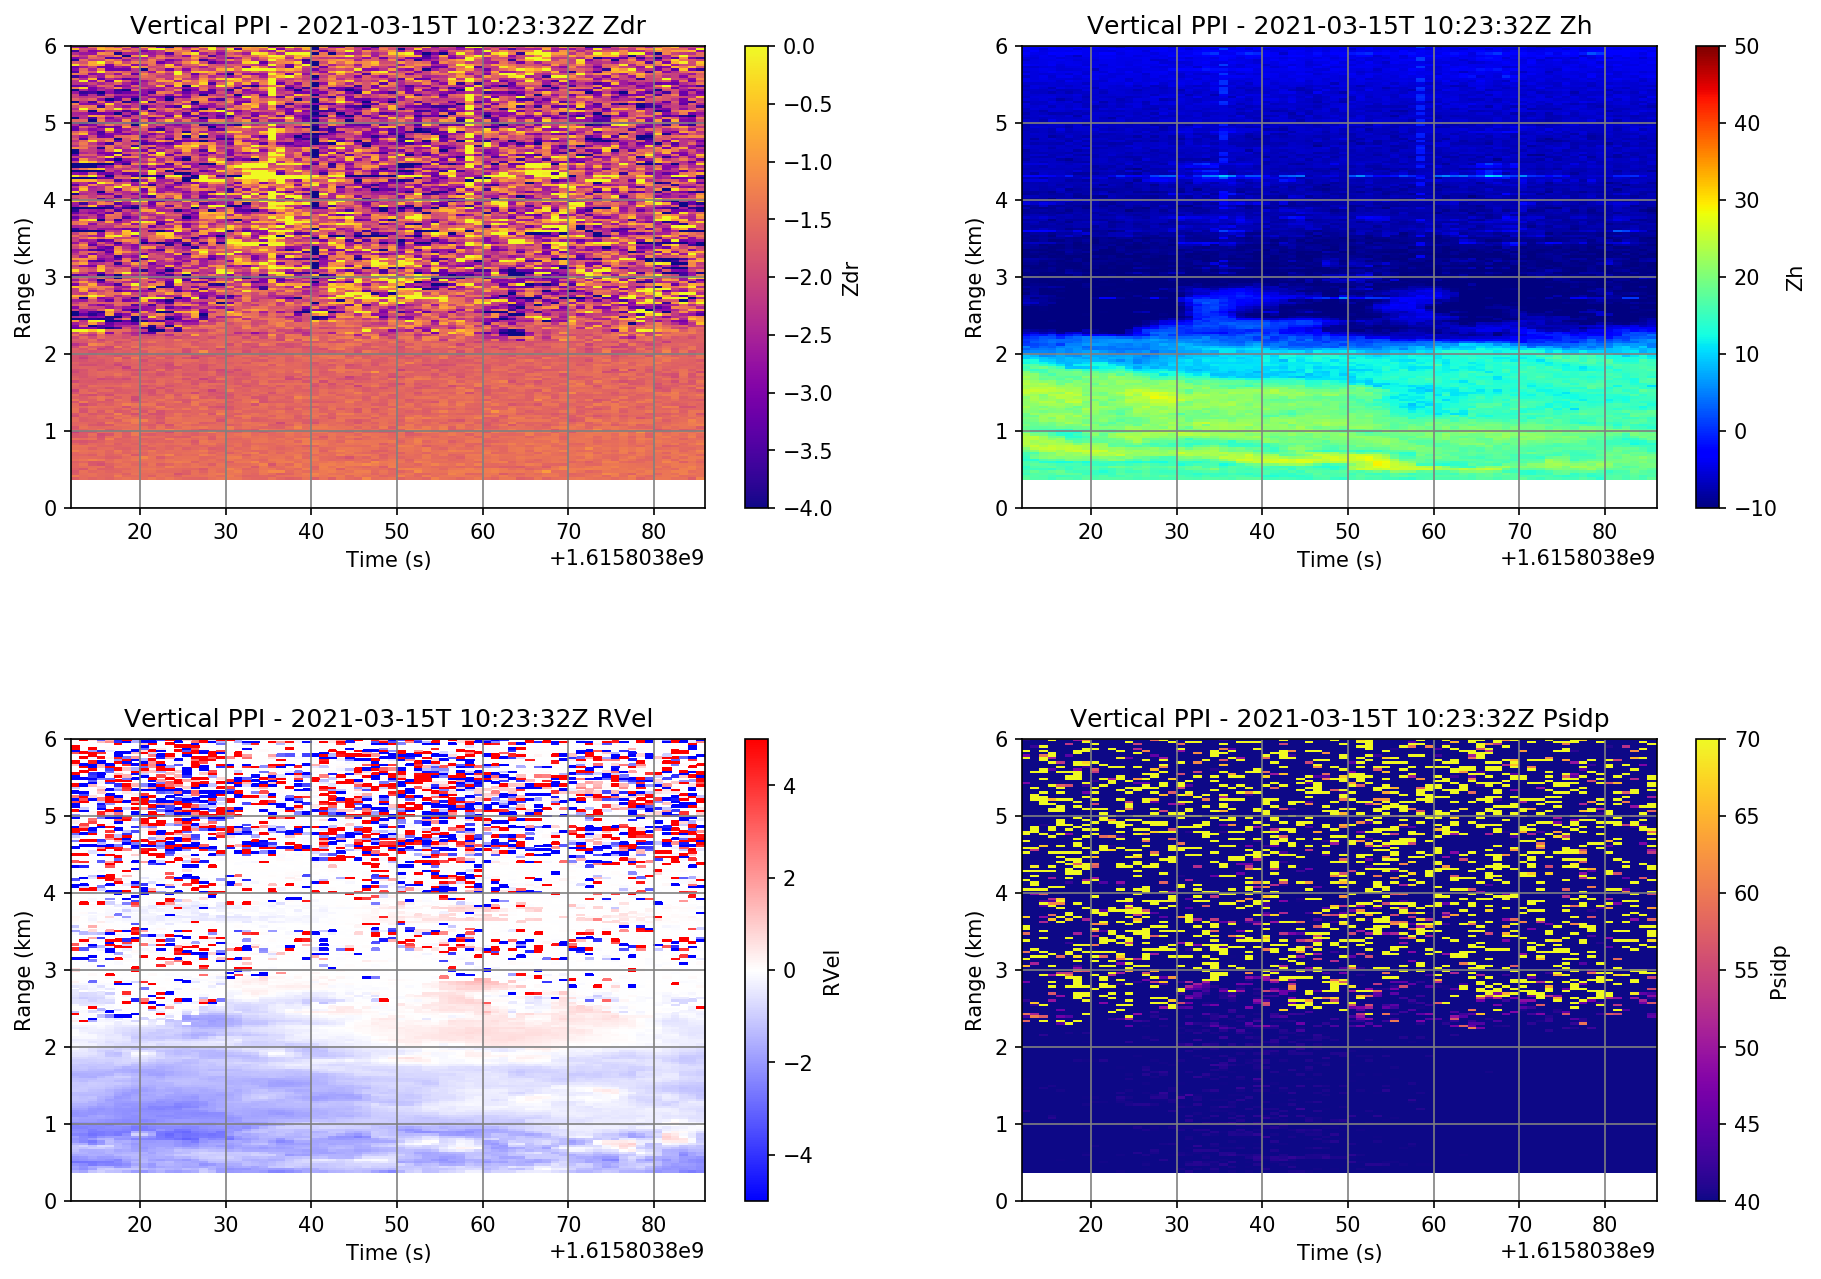 Vertical PPI - 2021-03-15T 10:23:32Z Zdr
6
5
4
3
2
1
0
Range (km)
20 30 40 50 60 70 80
Time (s)
+1.6158038e9
0.0
−0.5
−1.0
−1.5
−2.0
−2.5
−3.0
−3.5
−4.0
Zdr
Vertical PPI - 2021-03-15T 10:23:32Z Zh
6
5
4
3
2
1
0
Range (km)
20 30 40 50 60 70 80
Time (s)
+1.6158038e9
50
40
30
20
10
0
−10
Zh
Vertical PPI - 2021-03-15T 10:23:32Z RVel
6
5
4
3
2
1
0
Range (km)
20 30 40 50 60 70 80
Time (s)
+1.6158038e9
4
2
0
−2
−4
RVel
Vertical PPI - 2021-03-15T 10:23:32Z Psidp
6
5
4
3
2
1
0
Range (km)
20 30 40 50 60 70 80
Time (s)
+1.6158038e9
70
65
60
55
50
45
40
Psidp